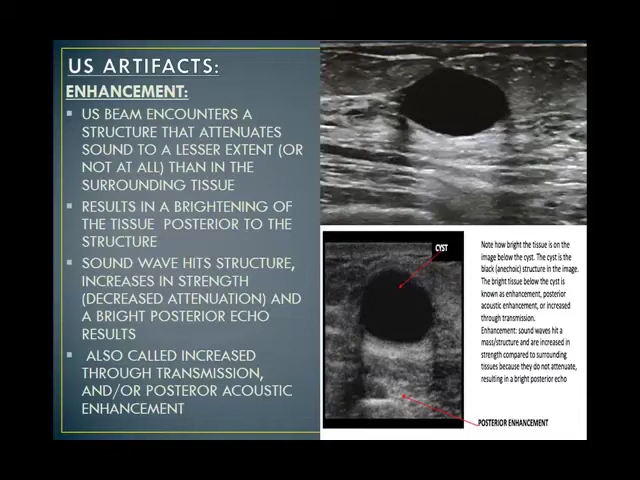 US ARTIFACTS:
ENHANCEMENT:
US BEAM ENCOUNTERS A
STRUCTURE THAT ATTENUATES
SOUND TO A LESSER EXTENT (OR
NOT AT ALL) THAN IN THE
SURROUNDING TISSUE
RESULTS IN A BRIGHTENING OF
THE TISSUE POSTERIOR TO THE
STRUCTURE
SOUND WAVE HITS STRUCTURE,
INCREASES IN STRENGTH
(DECREASED ATTENUATION) AND
A BRIGHT POSTERIOR ECHO
RESULTS
ALSO CALLED INCREASED
THROUGH TRANSMISSION,
AND/OR POSTEROR ACOUSTIC
ENHANCEMENT
CYST
Note how bright the tissue is on the
image below the cyst. The cyst is the
black (anechoic) structure in the image.
The bright tissue below the cyst is
known as enhancement, posterior
acoustic enhancement, or increased
through transmission.
Enhancement: sound waves hit a
mass/structure and are increased in
strength compared to surrounding
tissues because they do not attenuate,
resulting in a bright posterior echo
POSTERIOR ENHANCEMENT